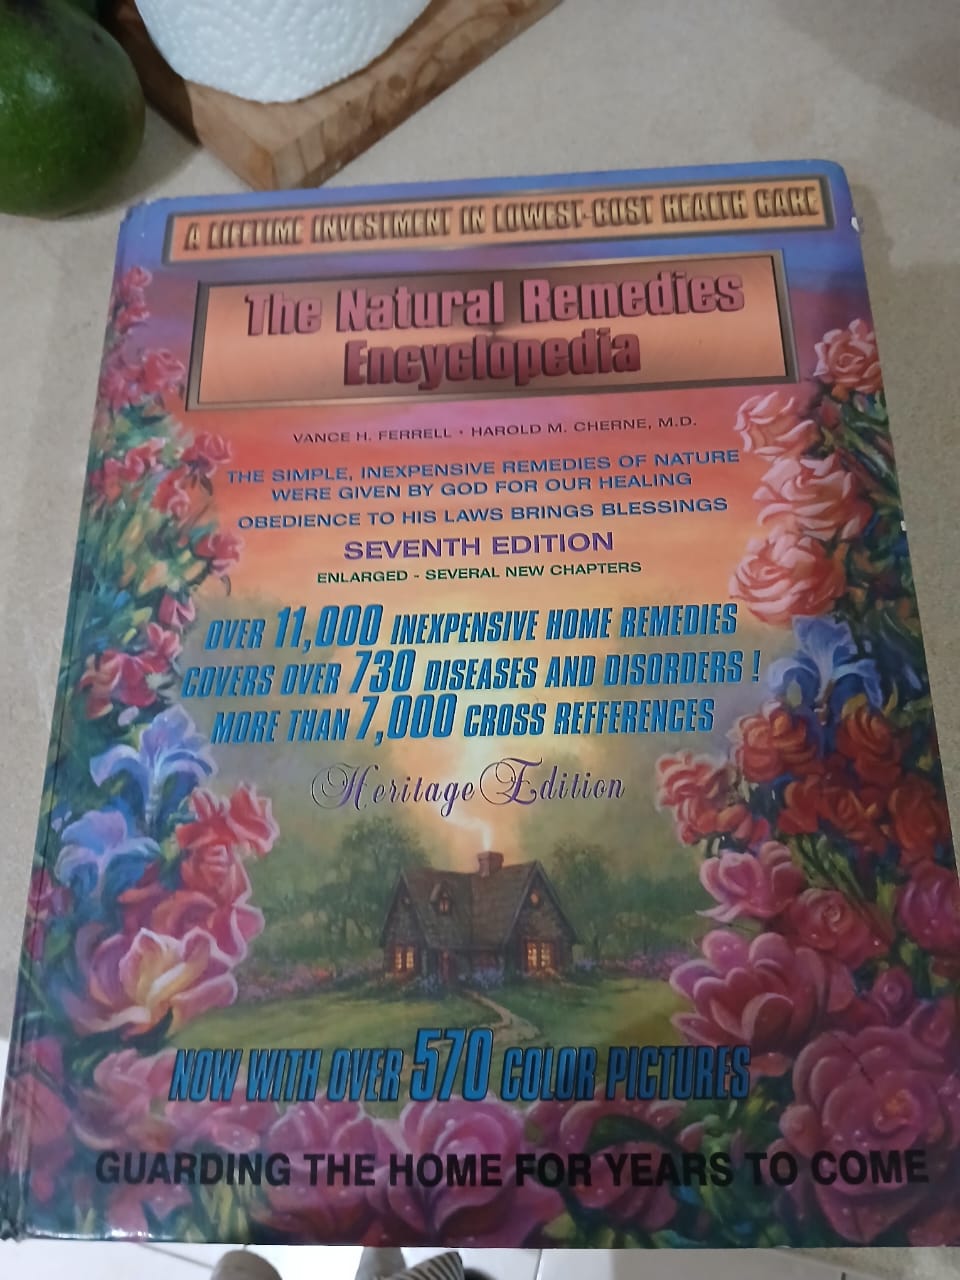 A LIFETIME INVESTMENT IN LOWEST-COST HEALTH CARE
The Natural Remedies
Encyclopedia
VANCE H. FERRELL • HAROLD M. CHERNE, M.D.
THE SIMPLE, INEXPENSIVE REMEDIES OF NATURE
WERE GIVEN BY GOD FOR OUR HEALING
OBEDIENCE TO HIS LAWS BRINGS BLESSINGS
SEVENTH EDITION
ENLARGED - SEVERAL NEW CHAPTERS
OVER 11,000 INEXPENSIVE HOME REMEDIES
COVERS OVER 730 DISEASES AND DISORDERS !
MORE THAN 7,000 CROSS REFFERENCES
Heritage Edition
NOW WITH OVER 570 COLOR PICTURES
GUARDING THE HOME FOR YEARS TO COME